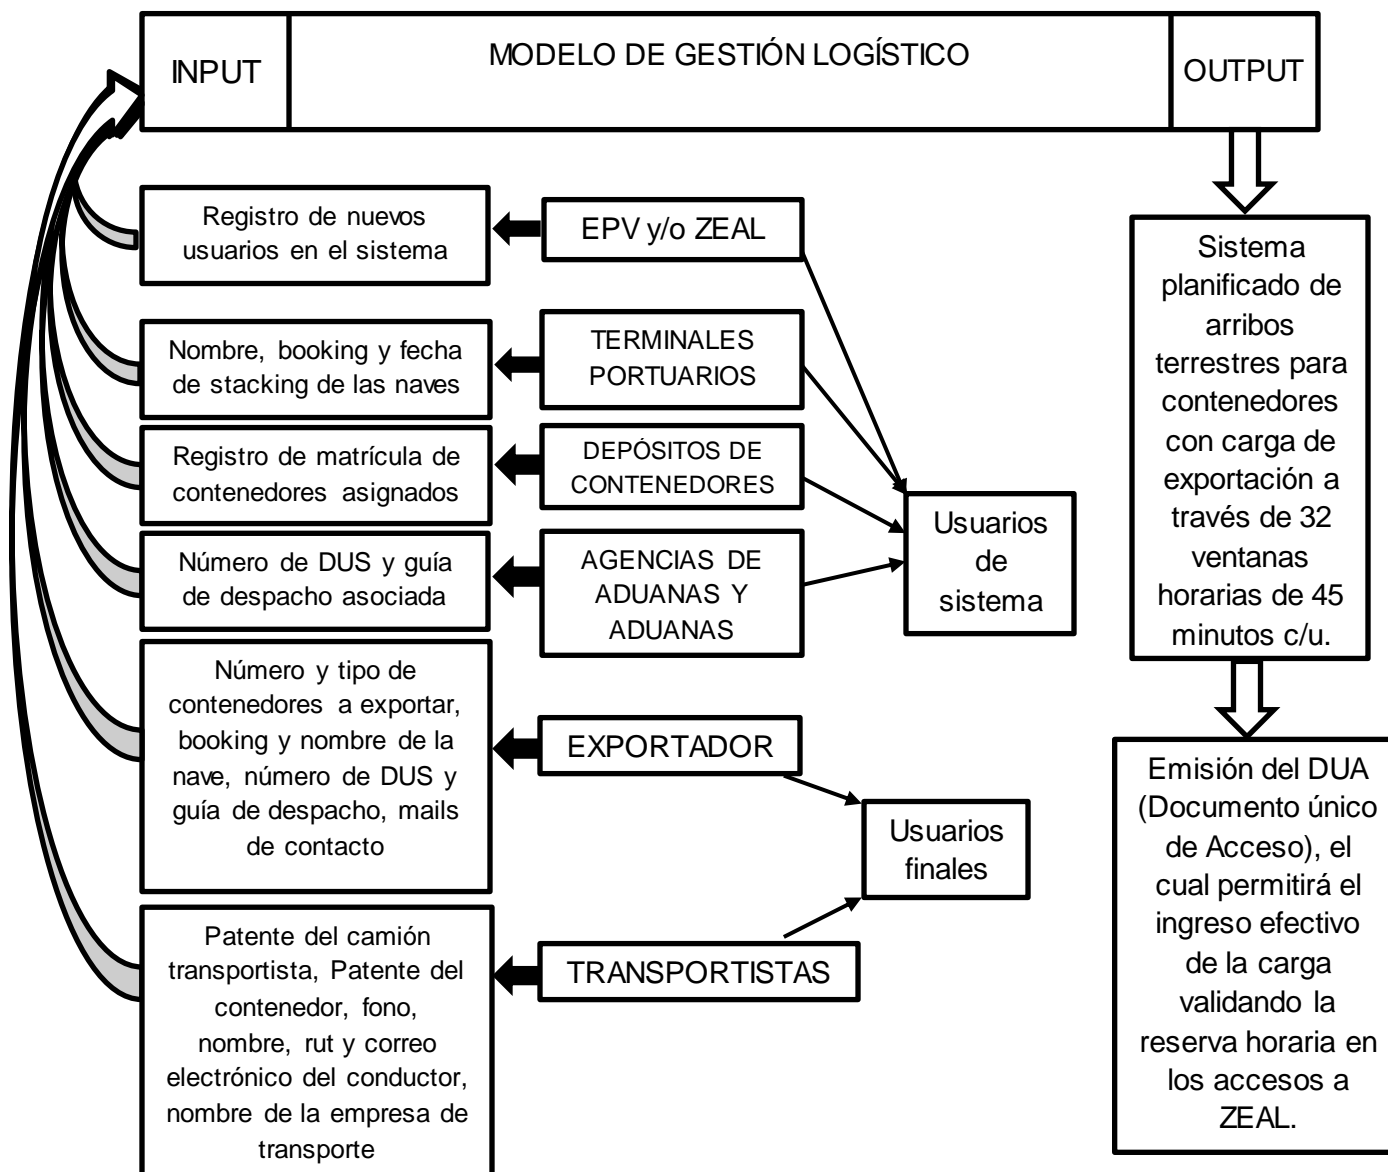 INPUT
MODELO DE GESTIÓN LOGÍSTICO
OUTPUT
Registro de nuevos
usuarios en el sistema
EPV y/o ZEAL
Nombre, booking y fecha
de stacking de las naves
TERMINALES
PORTUARIOS
Registro de matrícula de
contenedores asignados
DEPÓSITOS DE
CONTENEDORES
Número de DUS y guía
de despacho asociada
AGENCIAS DE
ADUANAS Y
ADUANAS
Usuarios
de
sistema
Número y tipo de
contenedores a exportar,
booking y nombre de la
nave, número de DUS y
guía de despacho, mails
de contacto
EXPORTADOR
Usuarios
finales
Patente del camión
transportista, Patente del
contenedor, fono,
nombre, rut y correo
electrónico del conductor,
nombre de la empresa de
transporte
TRANSPORTISTAS
Sistema
planificado de
arribos
terrestres para
contenedores
con carga de
exportación a
través de 32
ventanas
horarias de 45
minutos c/u.
Emisión del DUA
(Documento único
de Acceso), el
cual permitirá el
ingreso efectivo
de la carga
validando la
reserva horaria en
los accesos a
ZEAL.